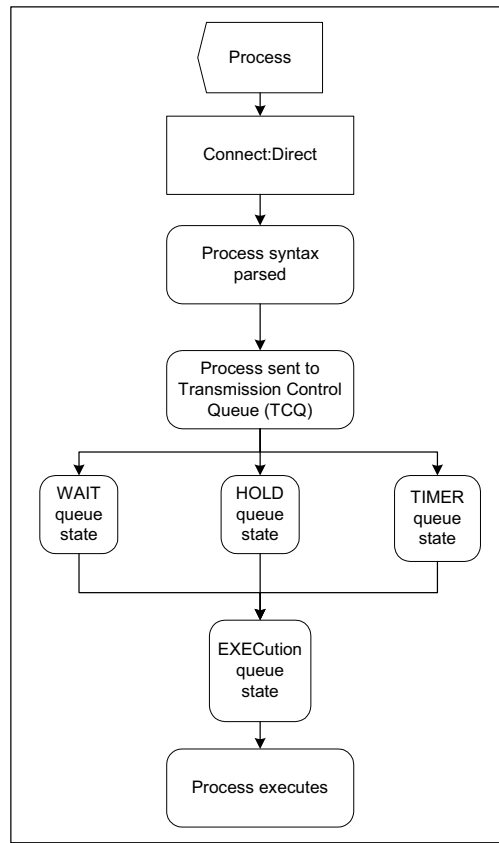 Process
Connect:Direct
Process syntax
parsed
Process sent to
Transmission Control
Queue (TCQ)
WAIT
queue
state
HOLD
queue
state
TIMER
queue
state
EXECution
queue
state
Process executes